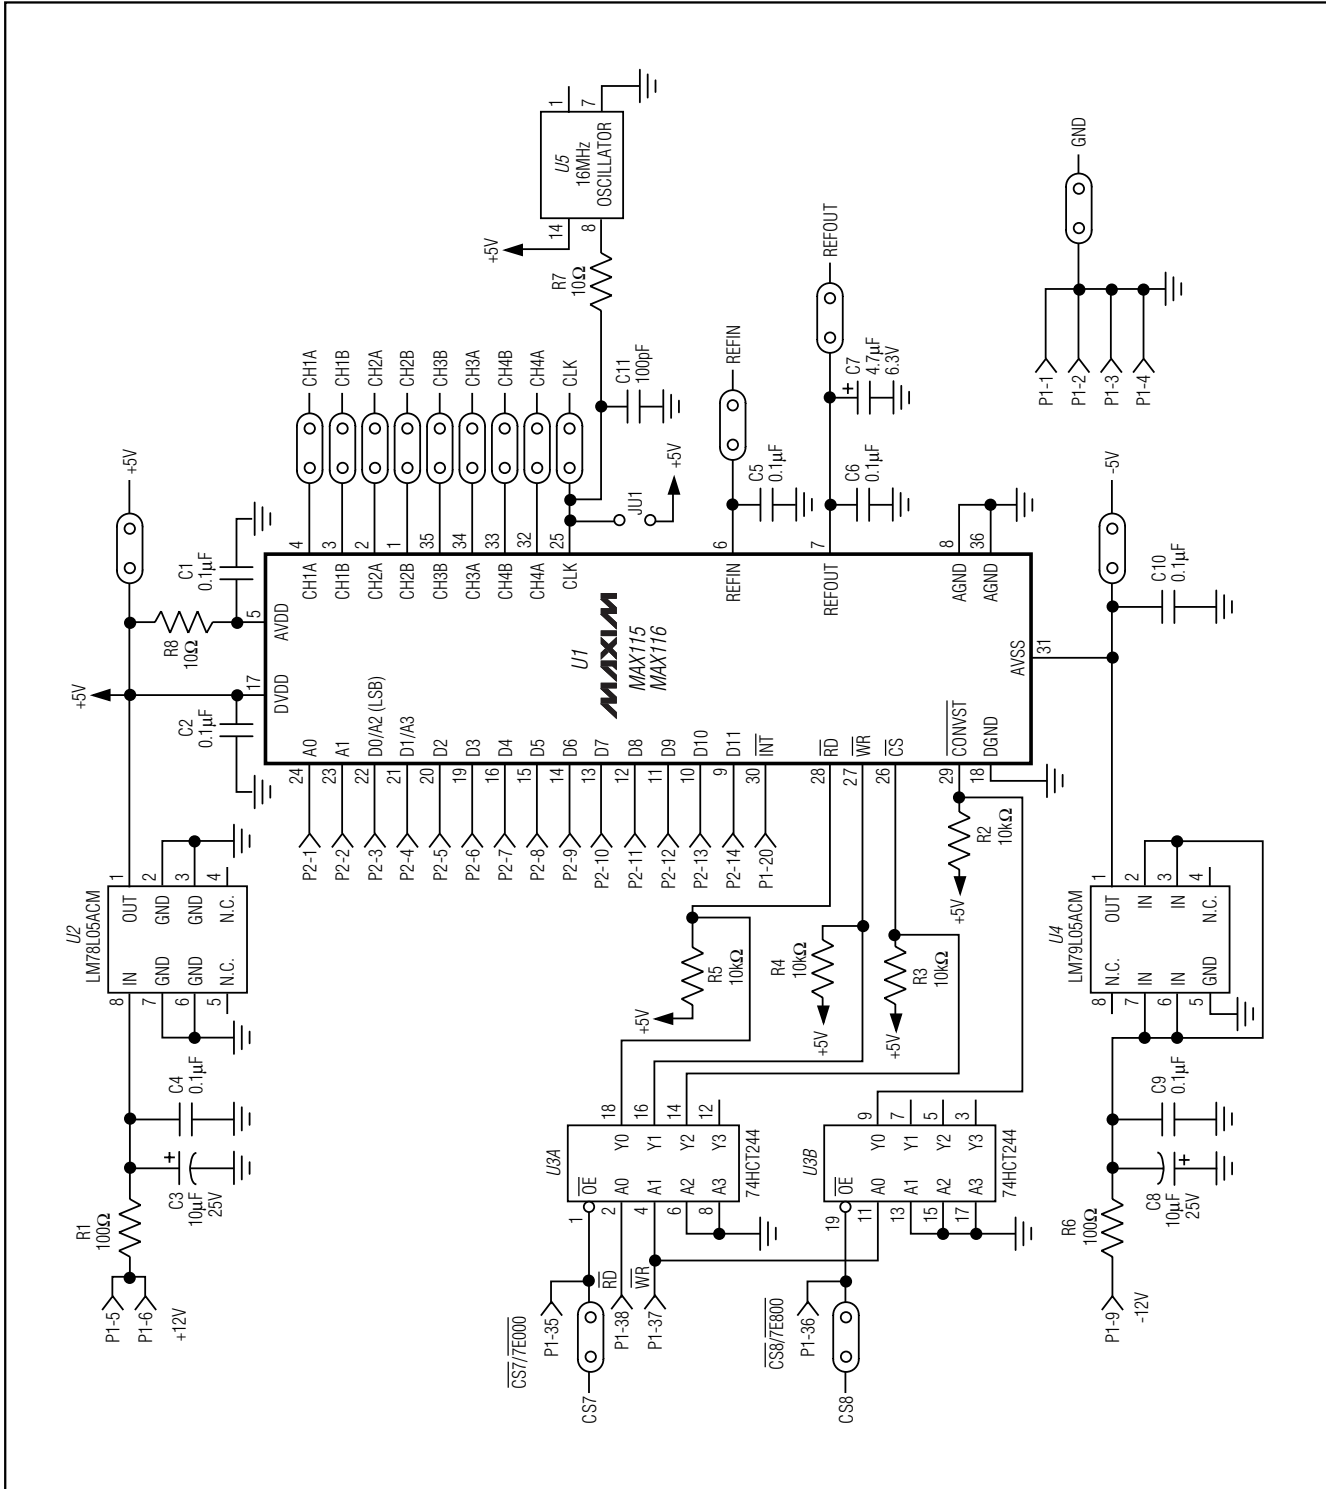 P1-5
P1-6
+12V
R1
100Ω
C3
10µF
25V
+
C4
0.1µF
U2
LM78L05ACM
8
IN
OUT
1
7
GND
GND
2
6
GND
GND
3
5
N.C.
N.C.
4
+5V
+5V
R8
10Ω
C1
0.1µF
C2
0.1µF
17
DVDD
5
AVDD
U1
MAXIM
MAX115
MAX116
P2-1
24
A0
P2-2
23
A1
P2-3
22
D0/A2 (LSB)
P2-4
21
D1/A3
P2-5
20
D2
P2-6
19
D3
P2-7
16
D4
P2-8
15
D5
P2-9
14
D6
P2-10
13
D7
P2-11
12
D8
P2-12
11
D9
P2-13
10
D10
P2-14
9
D11
P1-20
30
INT
28
RD
27
WR
26
CS
29
CONVST
18
DGND
CH1A
4
CH1A
CH1B
3
CH1B
CH2A
2
CH2A
CH2B
1
CH2B
CH3B
35
CH3B
CH3A
34
CH3A
CH4B
33
CH4B
CH4A
32
CH4A
CLK
25
CLK
REFIN
6
REFIN
REFOUT
7
REFOUT
AGND
8
AGND
36
AVSS
31
JU1
+5V
C11
100pF
R7
10Ω
U5
16MHz
OSCILLATOR
1
7
14
8
+5V
C5
0.1µF
C6
0.1µF
+
C7
4.7µF
6.3V
GND
P1-1
P1-2
P1-3
P1-4
-5V
C10
0.1µF
R2
10kΩ
+5V
R5
10kΩ
+5V
R4
10kΩ
+5V
R3
10kΩ
+5V
U3A
74HCT244
1
OE
2
A0
Y0
18
4
A1
Y1
16
6
A2
Y2
14
8
A3
Y3
12
U3B
74HCT244
19
OE
11
A0
Y0
9
13
A1
Y1
7
15
A2
Y2
5
17
A3
Y3
3
CS7/7E000
P1-35
CS7
RD
P1-38
WR
P1-37
CS8/7E800
P1-36
CS8
U4
LM79L05ACM
8
N.C.
OUT
1
7
IN
IN
2
6
IN
IN
3
5
GND
N.C.
4
C9
0.1µF
C8
10µF
25V
+
R6
100Ω
P1-9
-12V